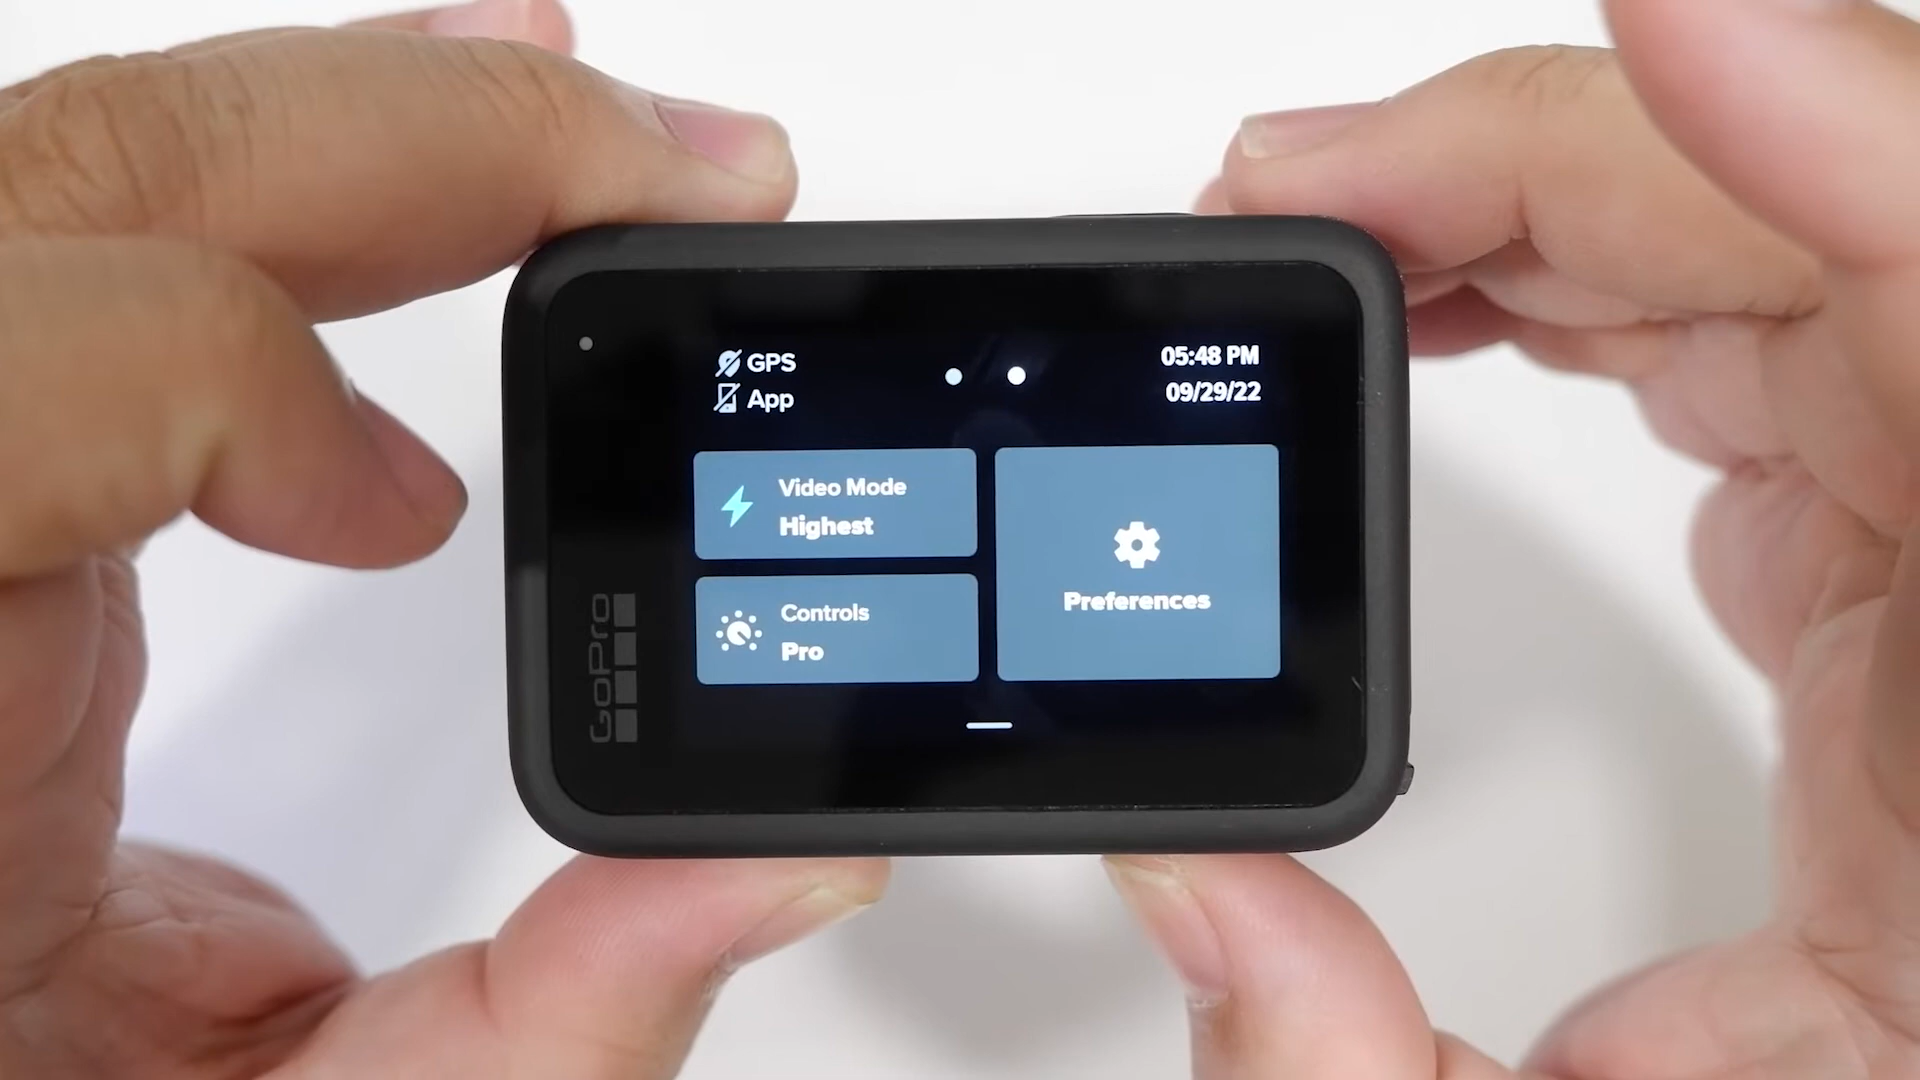 GPS
App
05:48 PM
09/29/22
Video Mode
Highest
Controls
Pro
Preferences
GoPro